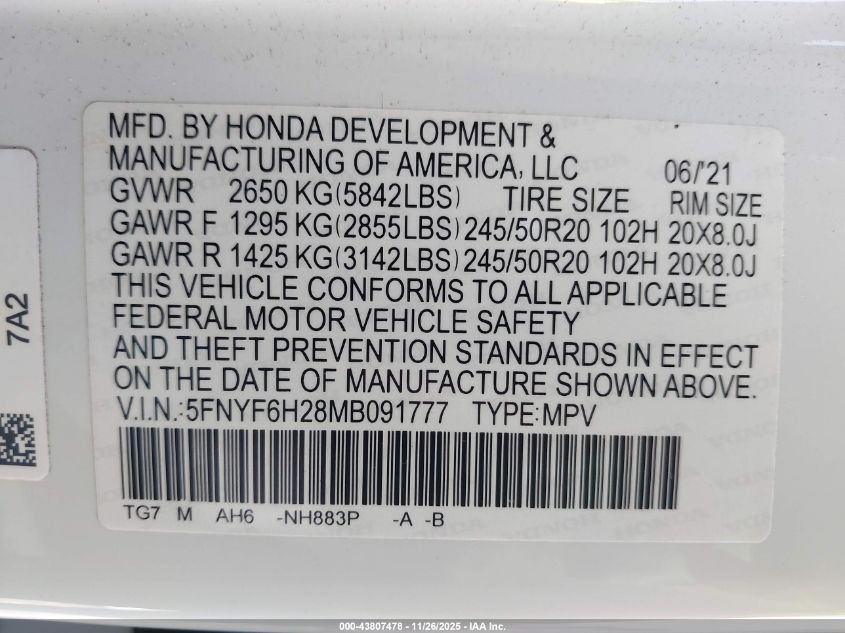 MFD. BY HONDA DEVELOPMENT &
MANUFACTURING OF AMERICA, LLC 06/'21
GVWR 2650 KG(5842LBS) TIRE SIZE RIM SIZE
GAWR F 1295 KG(2855LBS) 245/50R20 102H 20X8.0J
GAWR R 1425 KG(3142LBS) 245/50R20 102H 20X8.0J
THIS VEHICLE CONFORMS TO ALL APPLICABLE
FEDERAL MOTOR VEHICLE SAFETY
AND THEFT PREVENTION STANDARDS IN EFFECT
ON THE DATE OF MANUFACTURE SHOWN ABOVE.
V.I.N.:5FNYF6H28MB091777 TYPE:MPV
TG7 M AH6 -NH883P -A -B
7A2
000-43807478 - 11/26/2025 - IAA Inc.